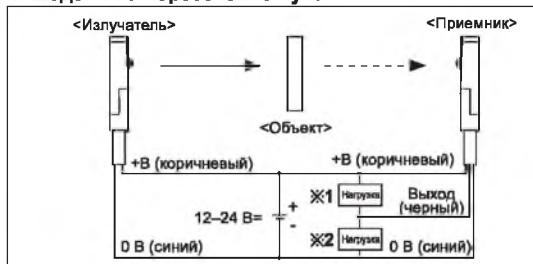 <Излучатель>
<Приемник>
<Объект>
+В (коричневый)
+В (коричневый)
※1 Нагрузка
Выход
(черный)
12–24 В=
+
-
※2 Нагрузка
0 В (синий)
0 В (синий)